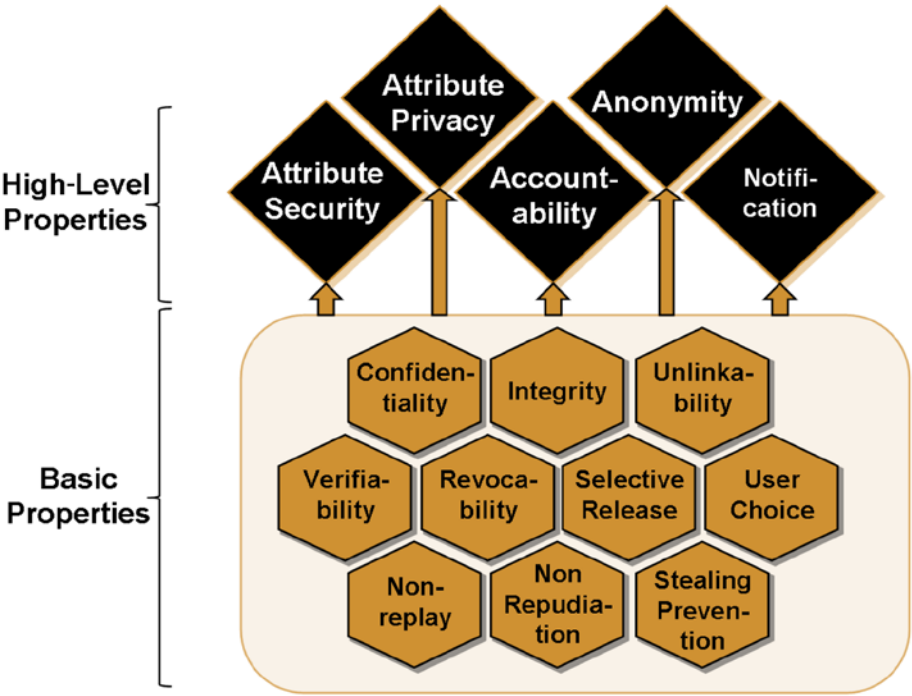 High-Level
Properties
Attribute
Privacy
Anonymity
Attribute
Security
Account-
ability
Notifi-
cation
Basic
Properties
Confiden-
tiality
Integrity
Unlinka-
bility
Verifia-
bility
Revoca-
bility
Selective
Release
User
Choice
Non-
replay
Non
Repudia-
tion
Stealing
Preven-
tion